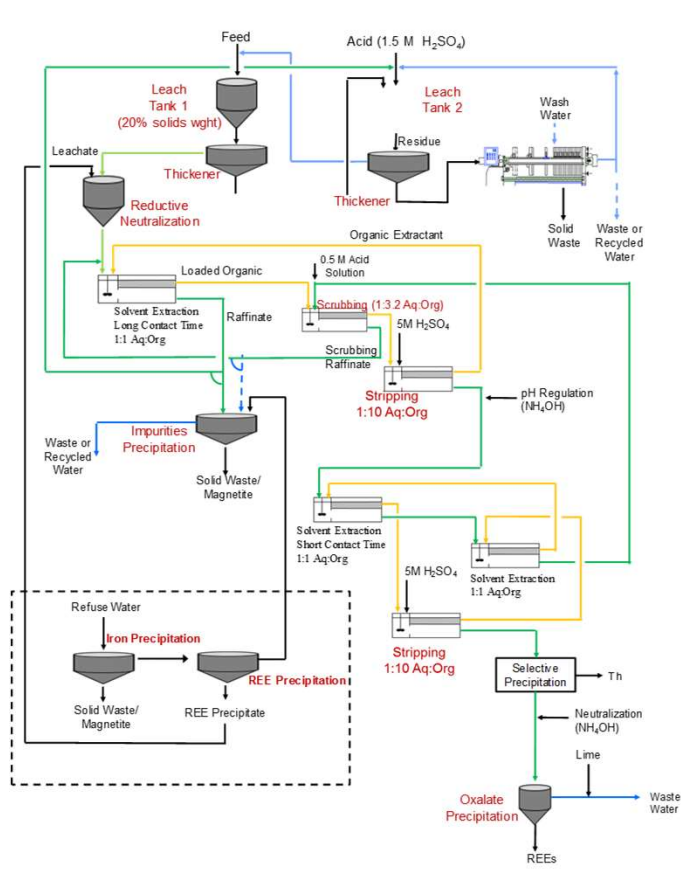 Feed
Acid (1.5 M H₂SO₄)
Leach
Tank 1
(20% solids wght)
Leach
Tank 2
Wash
Water
Leachate
Residue
Thickener
Thickener
Reductive
Neutralization
Solid
Waste
Waste or
Recycled
Water
Organic Extractant
Loaded Organic
0.5 M Acid
Solution
Solvent Extraction
Long Contact Time
1:1 Aq:Org
Raffinate
Scrubbing (1:3.2 Aq:Org)
5M H₂SO₄
Scrubbing
Raffinate
Stripping
1:10 Aq:Org
pH Regulation
(NH₄OH)
Impurities
Precipitation
Waste or
Recycled
Water
Solid Waste/
Magnetite
Solvent Extraction
Short Contact Time
1:1 Aq:Org
5M H₂SO₄
Solvent Extraction
1:1 Aq:Org
Refuse Water
Iron Precipitation
REE Precipitation
Solid Waste/
Magnetite
REE Precipitate
Stripping
1:10 Aq:Org
Selective
Precipitation
Th
Neutralization
(NH₄OH)
Lime
Oxalate
Precipitation
Waste
Water
REEs